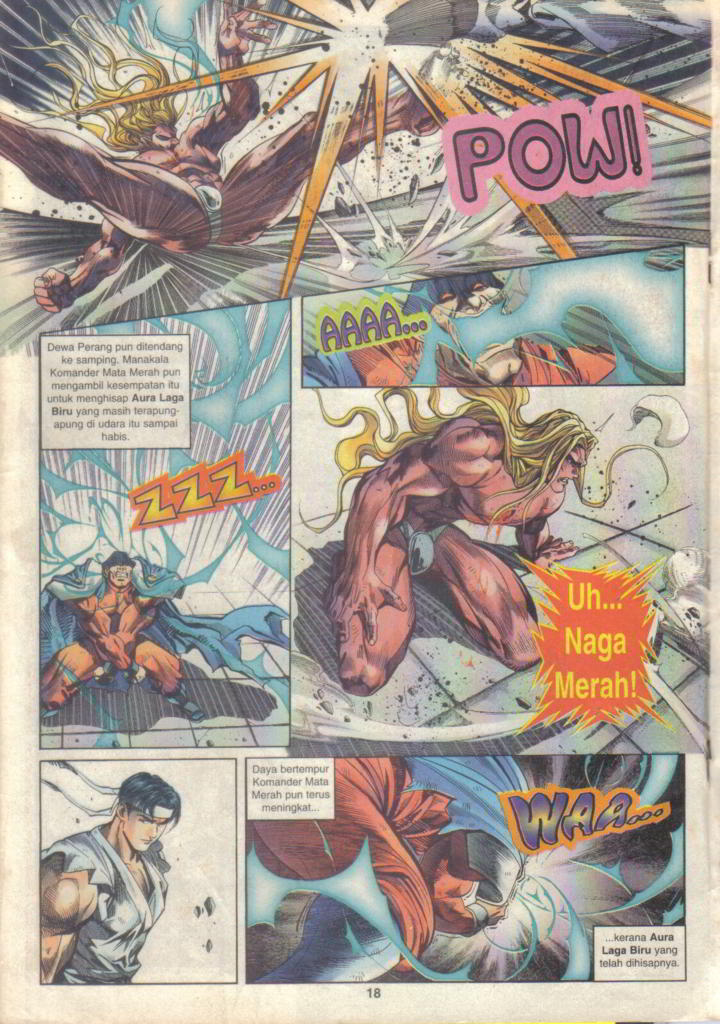 POW!
AAAA...
Dewa Perang pun ditendang
ke samping. Manakala
Komander Mata Merah pun
mengambil kesempatan itu
untuk menghisap Aura Laga
Biru yang masih terapung-
apung di udara itu sampai
habis.
ZZZ...
Uh...
Naga
Merah!
Daya bertempur
Komander Mata
Merah pun terus
meningkat...
WAA...
...kerana Aura
Laga Biru yang
telah dihisapnya.
18